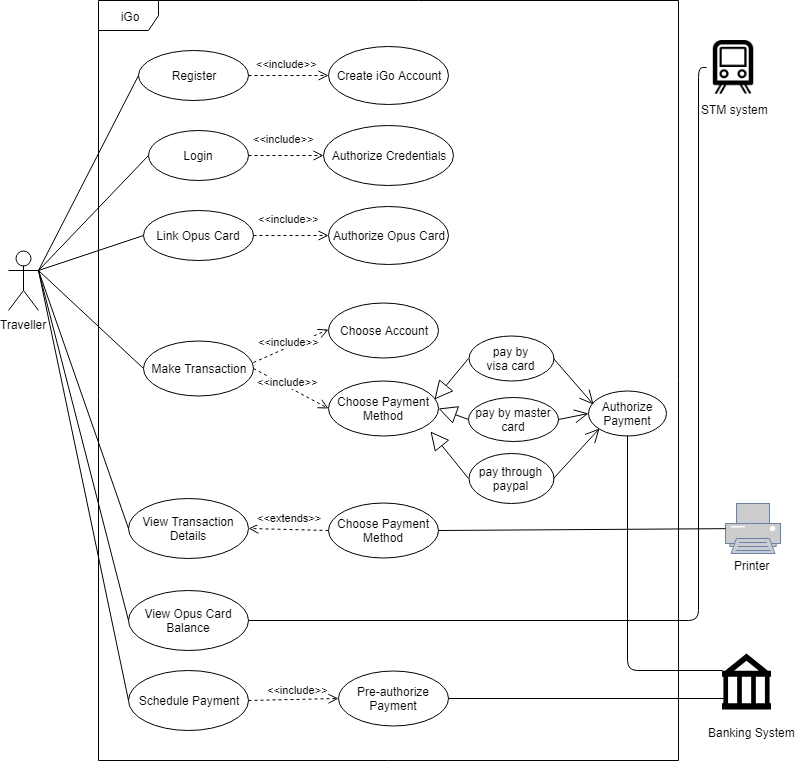 iGo
Register
<<include>>
Create iGo Account
STM system
Login
<<include>>
Authorize Credentials
Link Opus Card
<<include>>
Authorize Opus Card
Traveller
Make Transaction
<<include>>
Choose Account
<<include>>
Choose Payment
Method
pay by
visa card
pay by master
card
pay through
paypal
Authorize
Payment
View Transaction
Details
<<extends>>
Choose Payment
Method
Printer
View Opus Card
Balance
Schedule Payment
<<include>>
Pre-authorize
Payment
Banking System